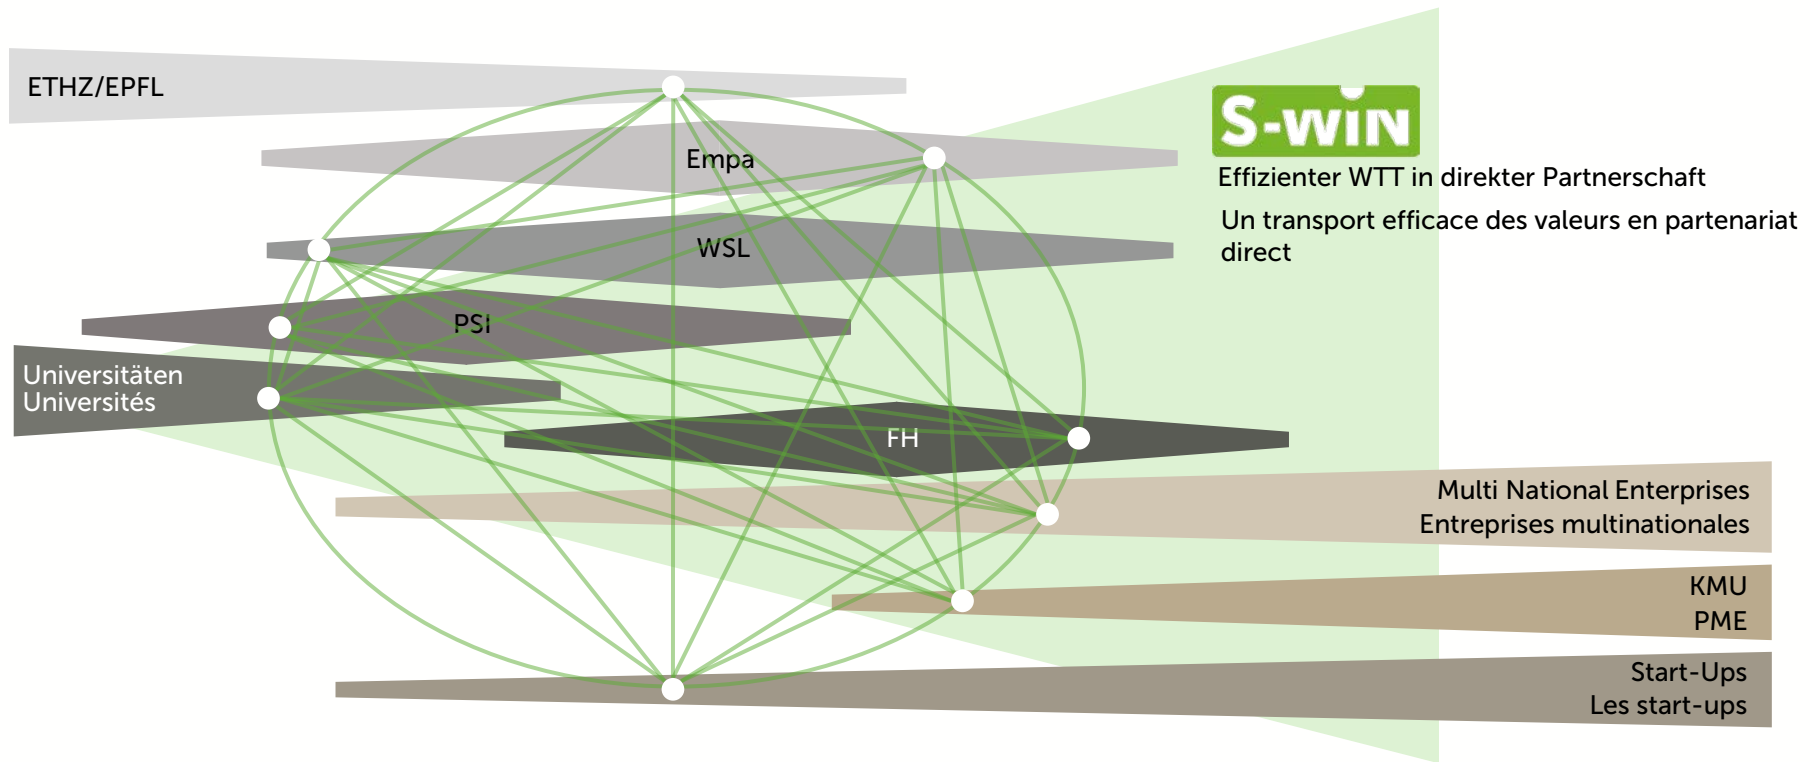 ETHZ/EPFL
S-WiN
Empa
Effizienter WTT in direkter Partnerschaft
Un transport efficace des valeurs en partenariat
direct
WSL
PSI
Universitäten
Universités
FH
Multi National Enterprises
Entreprises multinationales
KMU
PME
Start-Ups
Les start-ups